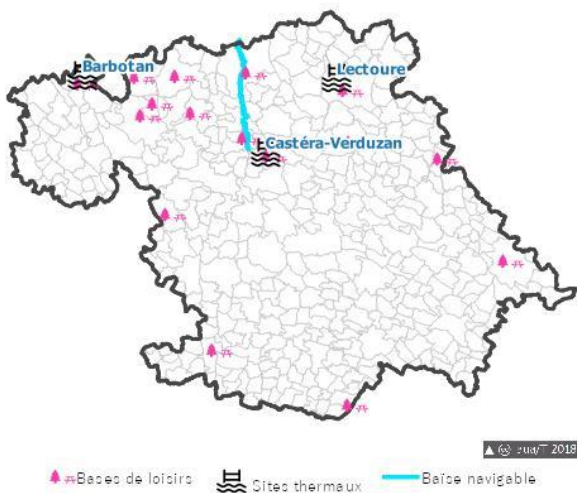 Barbotan
Lectoure
Castéra-Verduzan
2018
Bases de loisirs
Sites thermaux
Baïse navigable